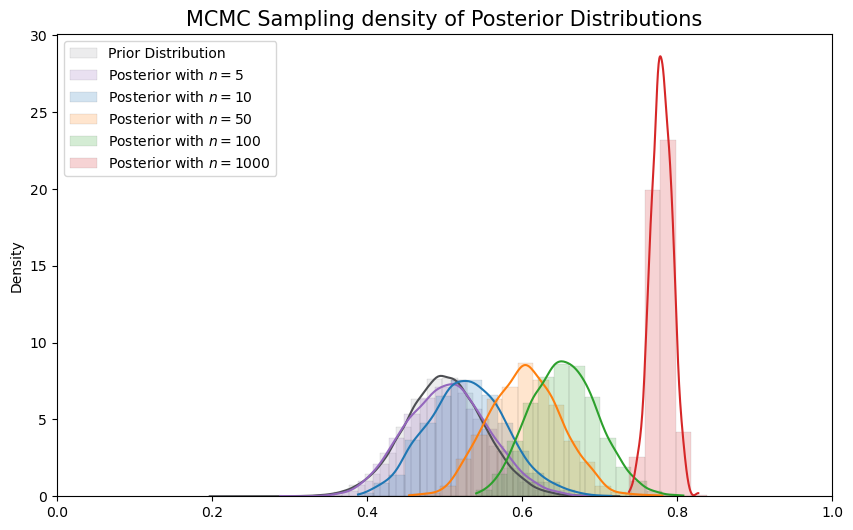 MCMC Sampling density of Posterior Distributions
Prior Distribution
Posterior with n = 5
Posterior with n = 10
Posterior with n = 50
Posterior with n = 100
Posterior with n = 1000
Density
30
25
20
15
10
5
0
0.0 0.2 0.4 0.6 0.8 1.0